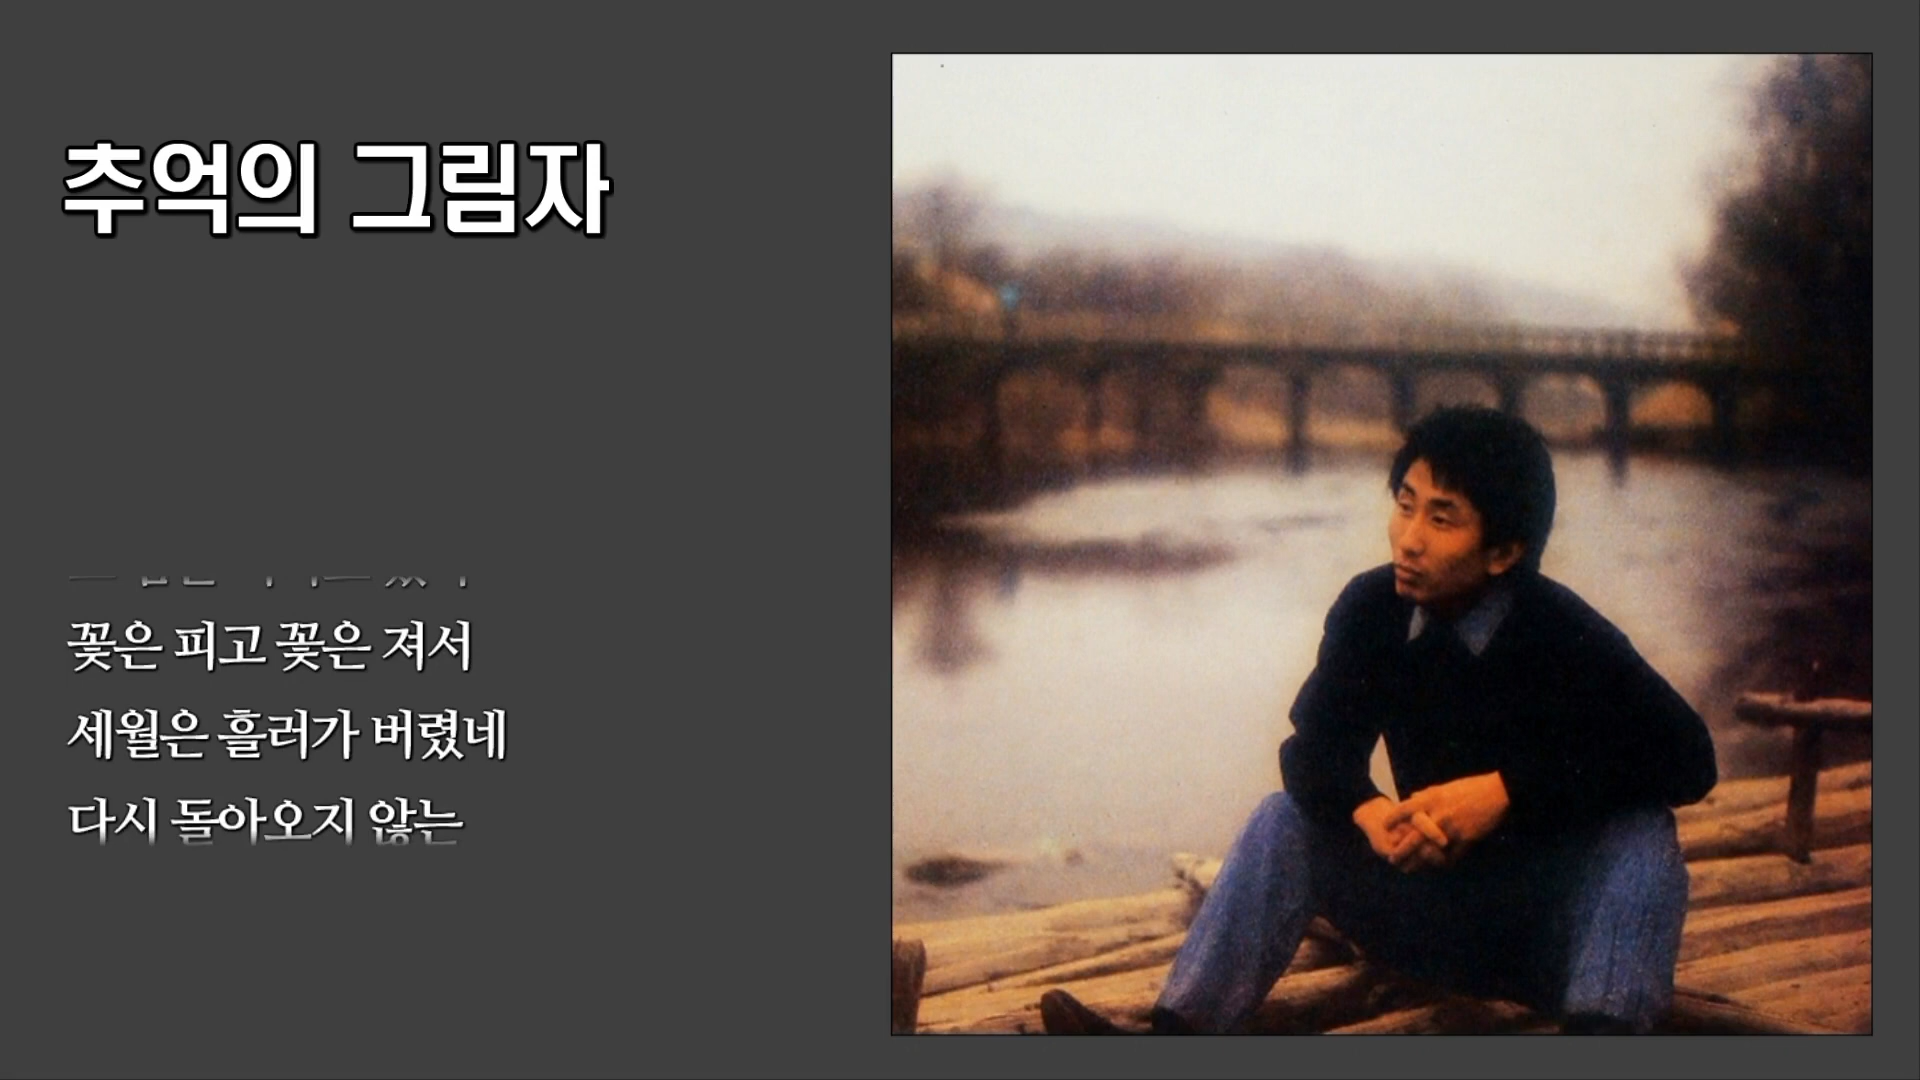 추억의 그림자
꽃은 피고 꽃은 져서
세월은 흘러가 버렸네
다시 돌아오지 않는